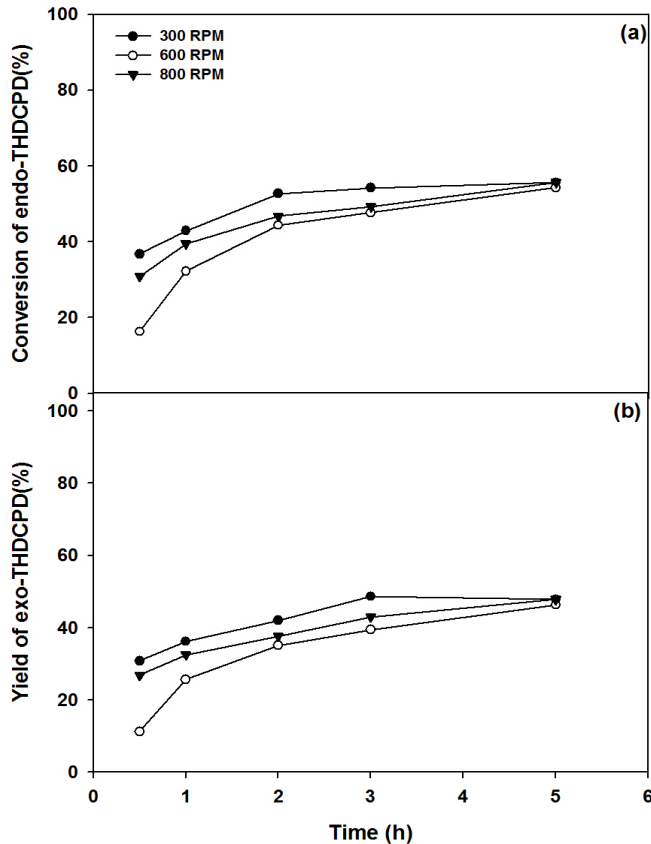 100
(a)
300 RPM
600 RPM
800 RPM
80
60
40
20
0
Conversion of endo-THDCPD(%)
100
(b)
80
60
40
20
0
Yield of exo-THDCPD(%)
0 1 2 3 4 5 6
Time (h)